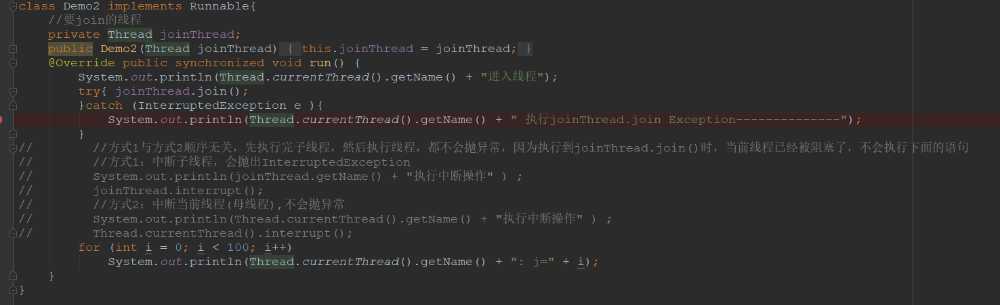 class Demo2 implements Runnable{
    //要join的线程
    private Thread joinThread;
    public Demo2(Thread joinThread) { this.joinThread = joinThread; }
    @Override public synchronized void run() {
        System.out.println(Thread.currentThread().getName() + "进入线程");
        try{ joinThread.join();
        }catch (InterruptedException e ){
            System.out.println(Thread.currentThread().getName() + " 执行joinThread.join Exception--------------");
        }
//        //方式1与方式2顺序无关，先执行完子线程，然后执行线程，都不会抛异常，因为执行到joinThread.join()时，当前线程已经被阻塞了，不会执行下面的语句
//        //方式1：中断子线程，会抛出InterruptedException
//        System.out.println(joinThread.getName() + "执行中断操作" ) ;
//        joinThread.interrupt();
//        //方式2：中断当前线程(母线程),不会抛异常
//        System.out.println(Thread.currentThread().getName() + "执行中断操作" ) ;
//        Thread.currentThread().interrupt();
        for (int i = 0; i < 100; i++)
            System.out.println(Thread.currentThread().getName() + ": j=" + i);
    }
}